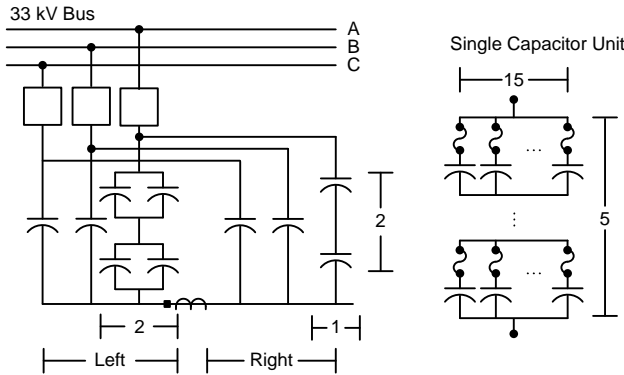 33 kV Bus
A
B
C
Single Capacitor Unit
15
...
2
⋮
5
...
2
1
Left
Right